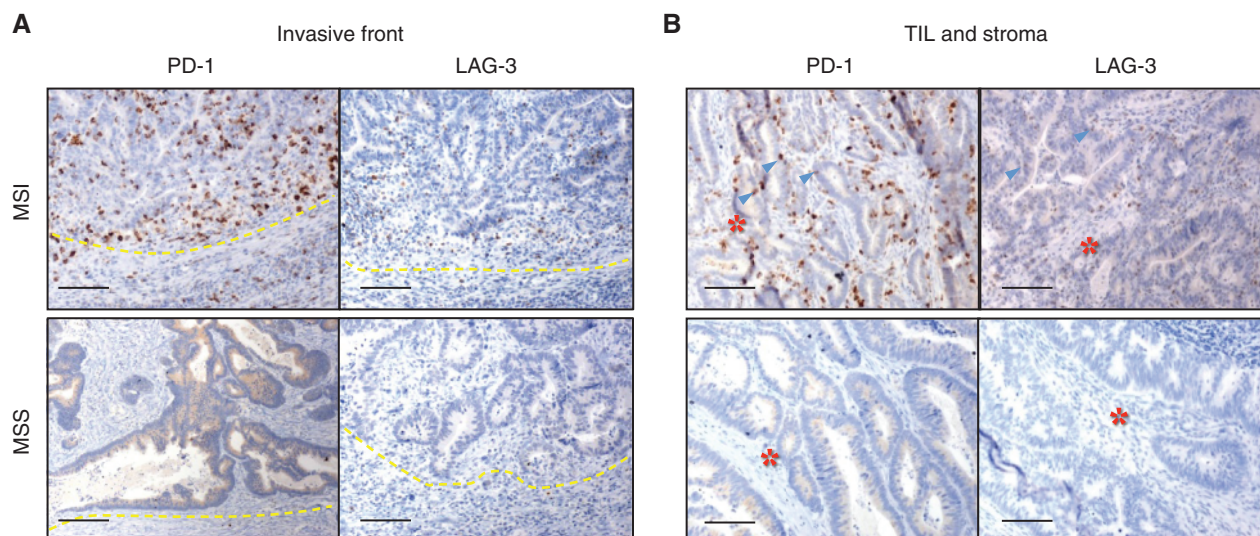 A
Invasive front
PD-1
LAG-3
MSI
MSS
B
TIL and stroma
PD-1
LAG-3